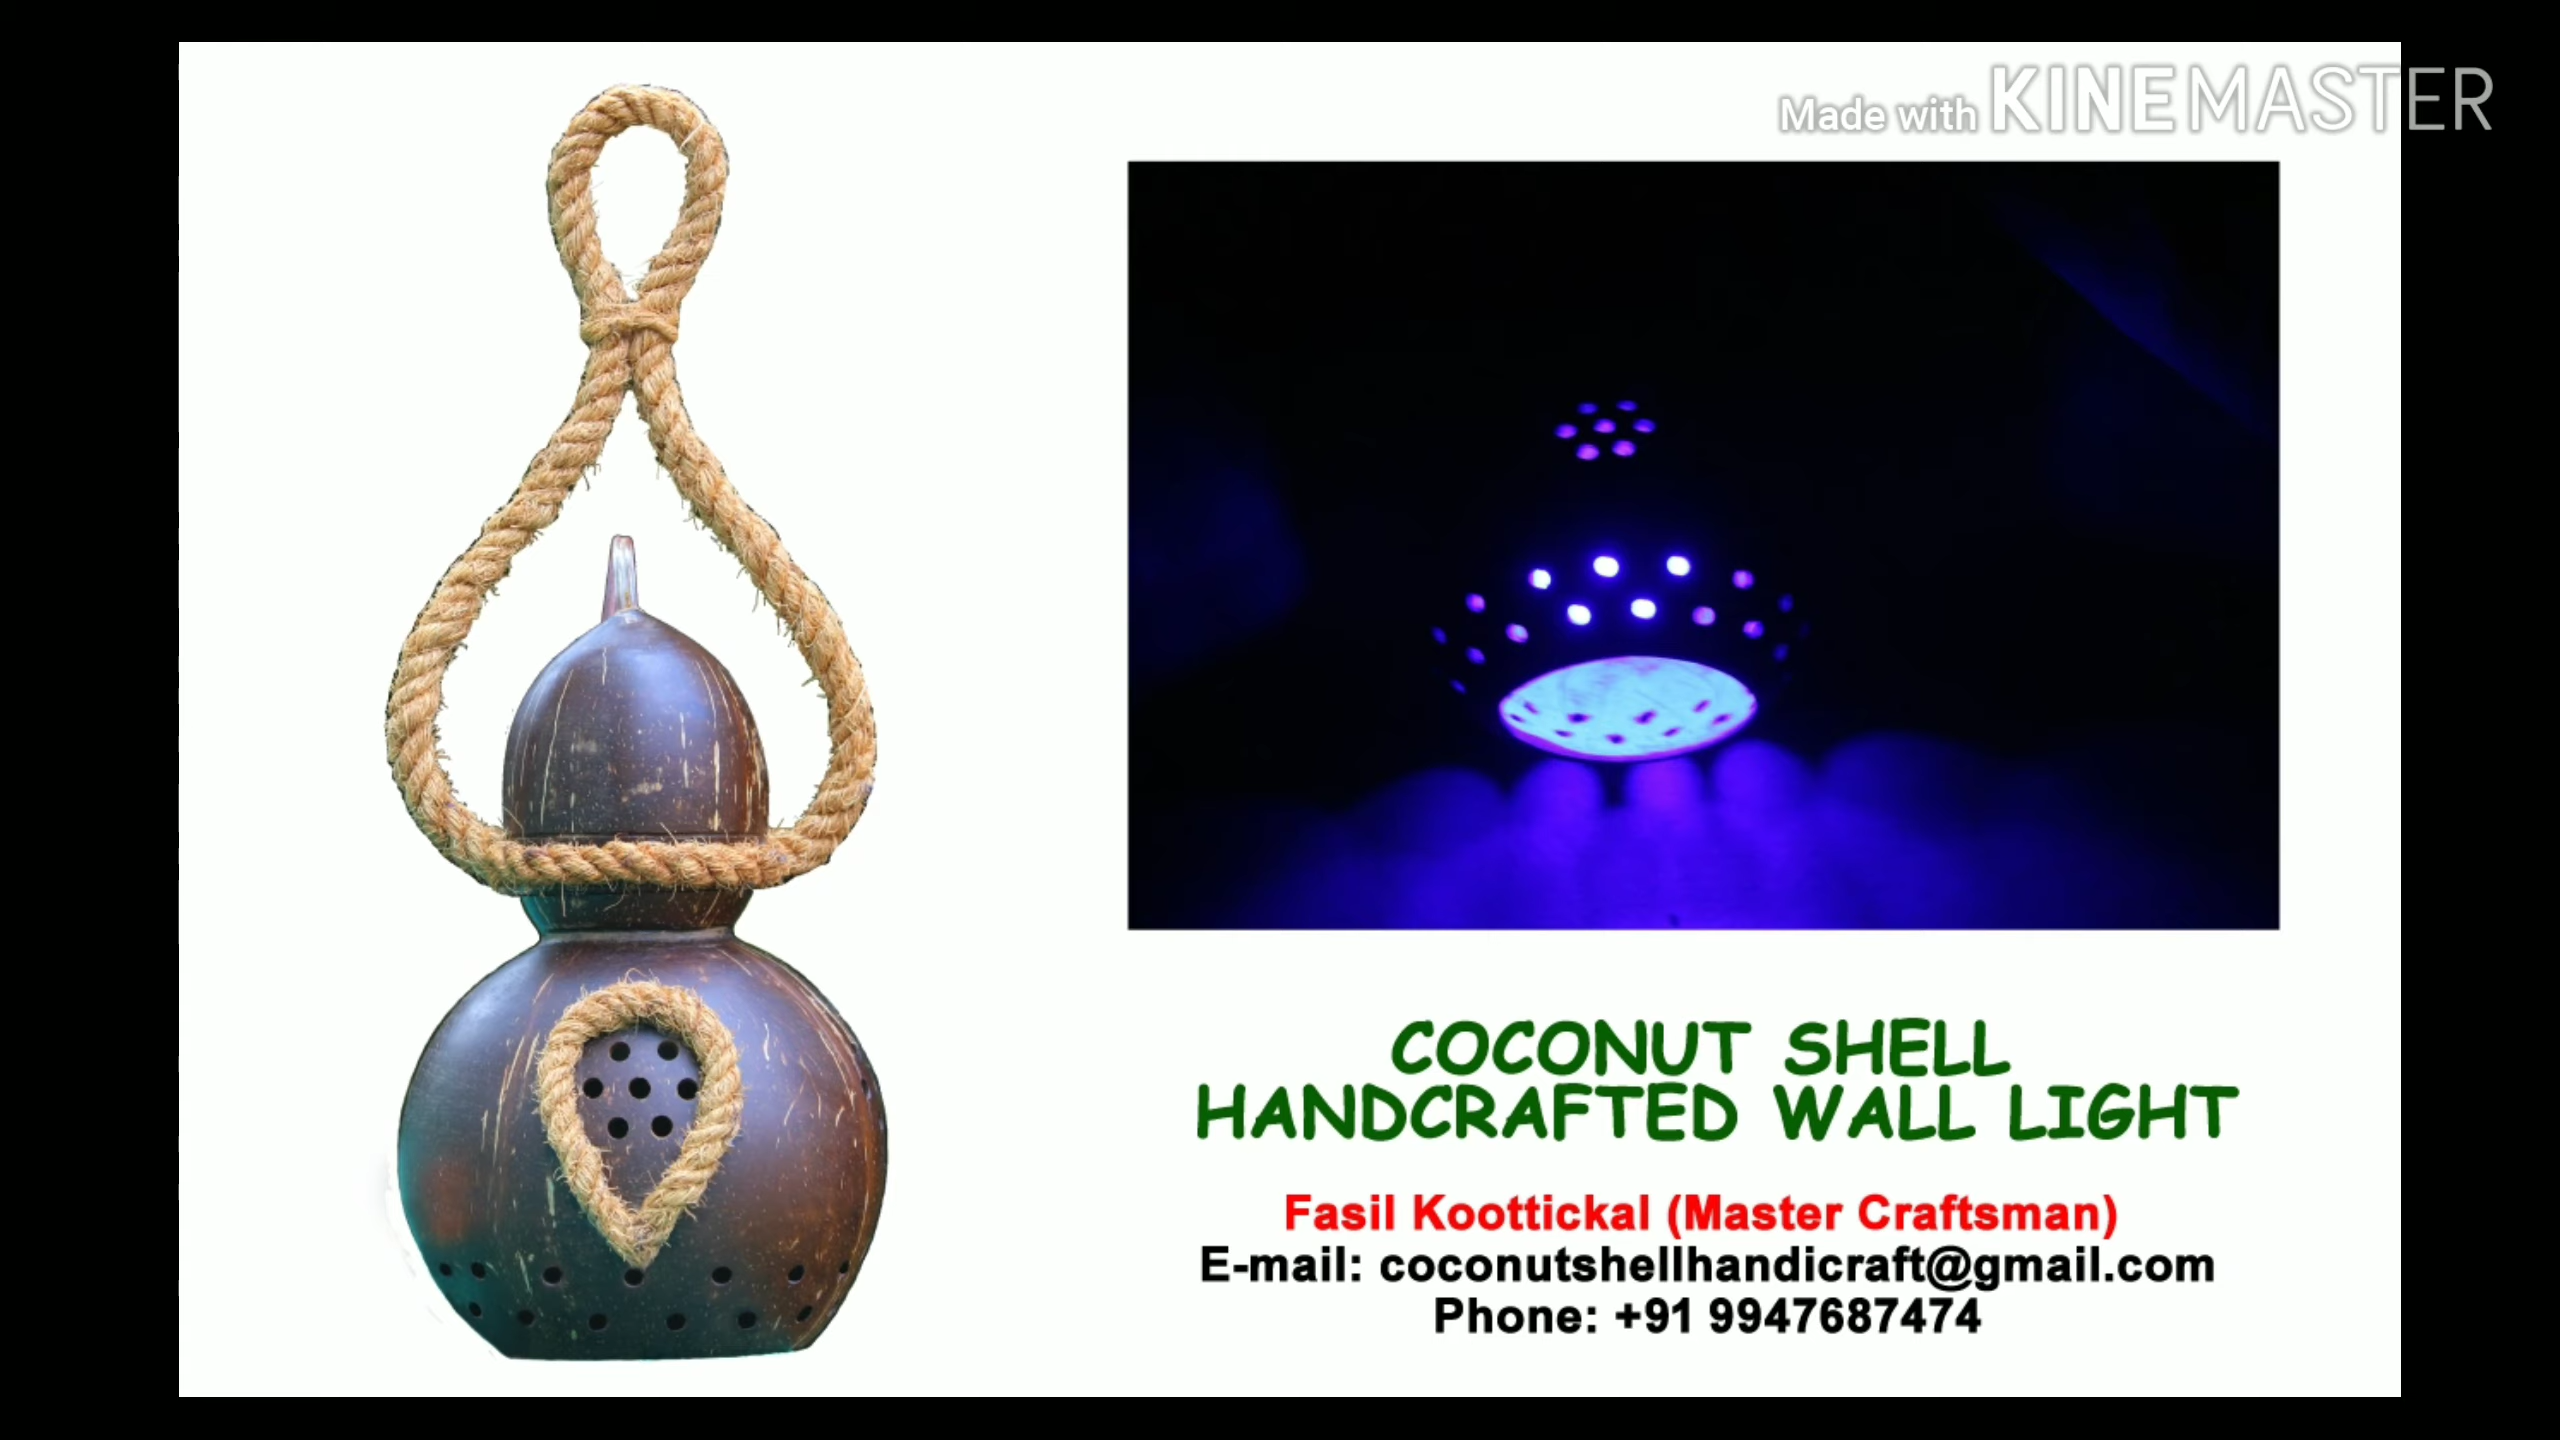 Made with KINEMASTER
COCONUT SHELL
HANDCRAFTED WALL LIGHT
Fasil Koottickal (Master Craftsman)
E-mail: coconutshellhandicraft@gmail.com
Phone: +91 9947687474